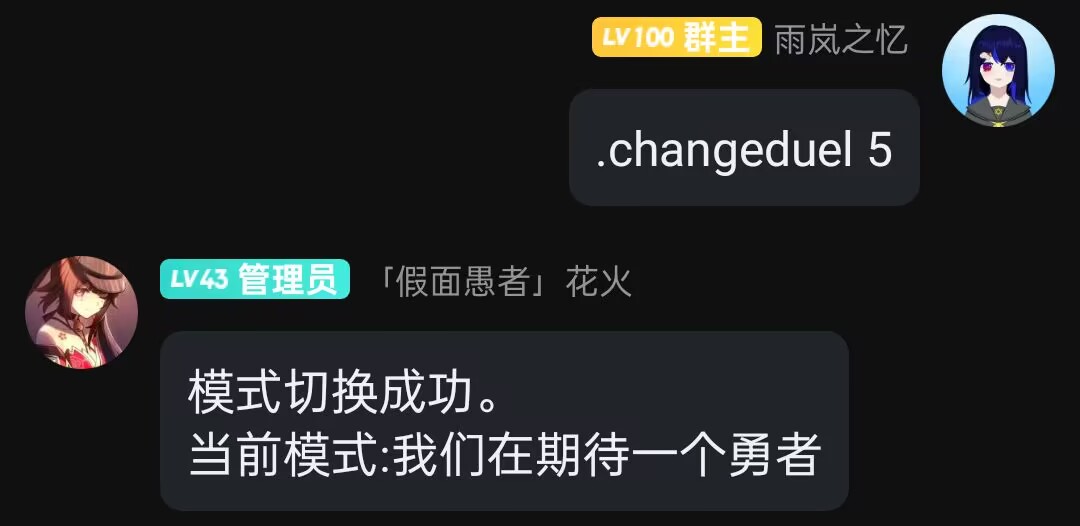 LV100 群主 雨岚之忆
.changeduel 5
LV43 管理员 「假面愚者」花火
模式切换成功。
当前模式:我们在期待一个勇者